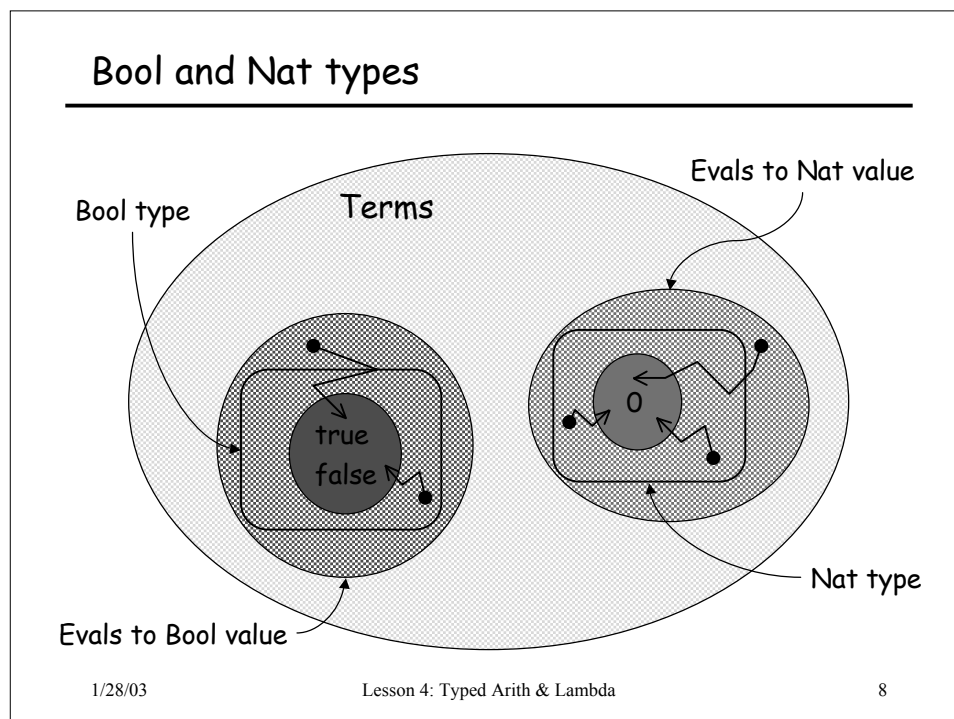 Bool and Nat types
Evals to Nat value
Bool type
Terms
true
false
0
Nat type
Evals to Bool value
1/28/03 Lesson 4: Typed Arith & Lambda 8